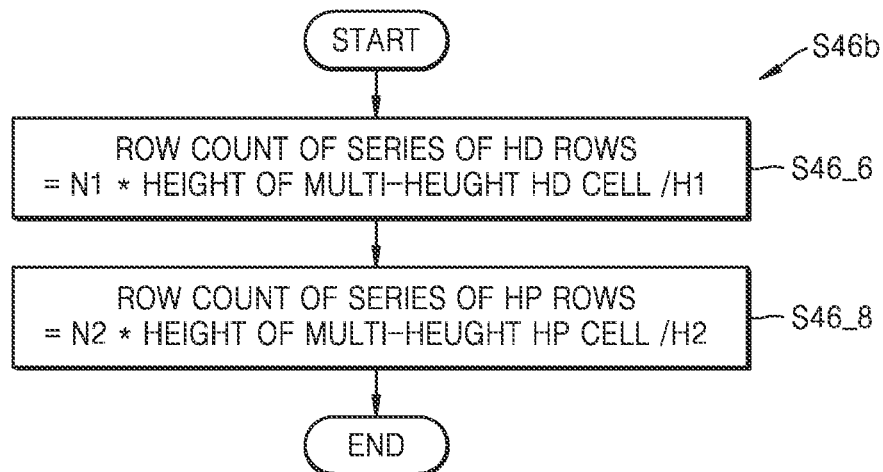 START
S46b
ROW COUNT OF SERIES OF HD ROWS
= N1 * HEIGHT OF MULTI-HEUGHT HD CELL /H1
S46_6
ROW COUNT OF SERIES OF HP ROWS
= N2 * HEIGHT OF MULTI-HEUGHT HP CELL /H2
S46_8
END